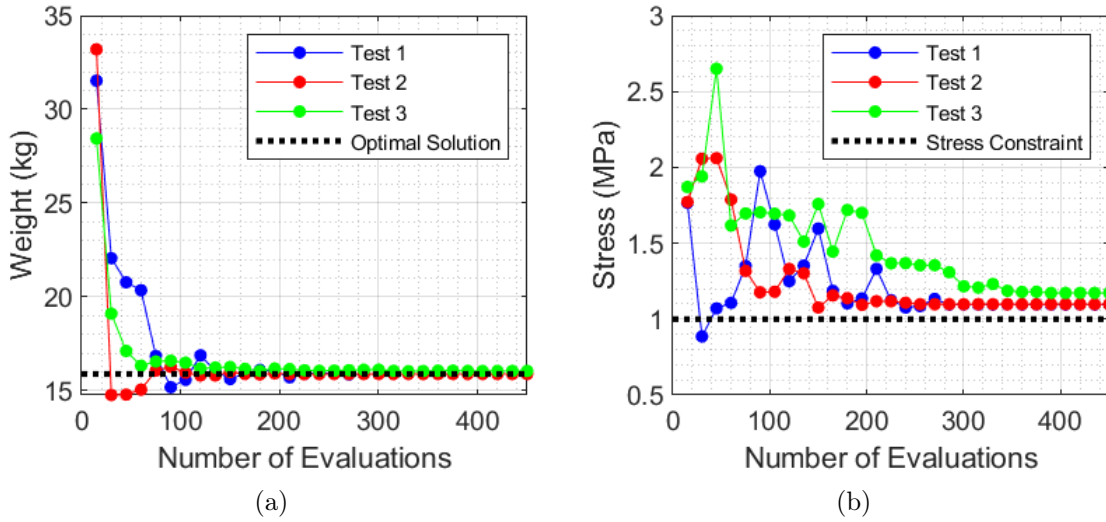 35
30
25
20
15
0
100
200
300
400
Weight (kg)
Number of Evaluations
Test 1
Test 2
Test 3
Optimal Solution
(a)
3
2.5
2
1.5
1
0.5
0
100
200
300
400
Stress (MPa)
Number of Evaluations
Test 1
Test 2
Test 3
Stress Constraint
(b)